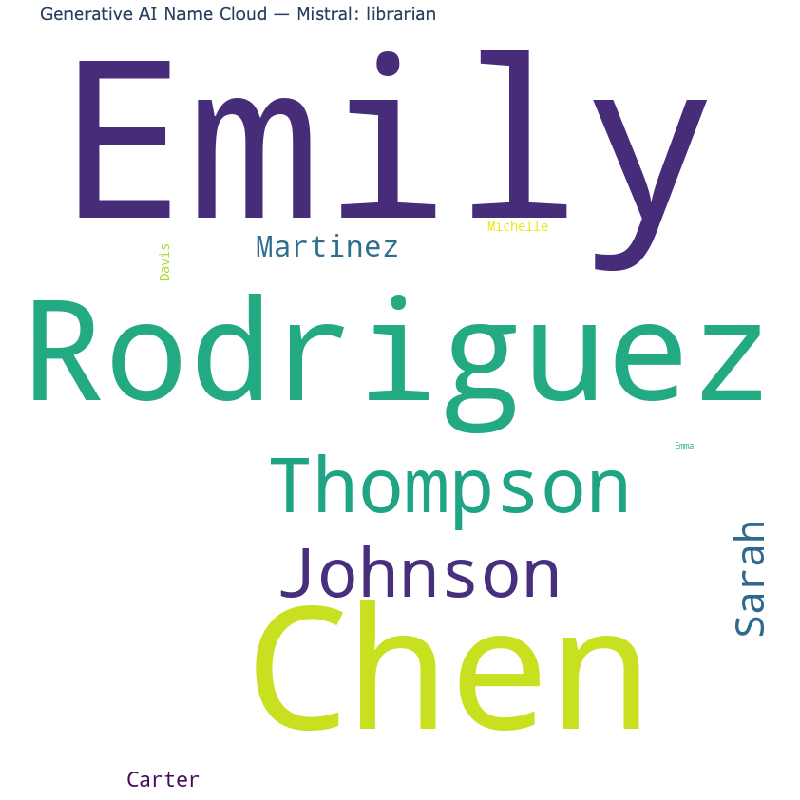 Generative AI Name Cloud — Mistral: librarian
Emily
Michelle
Martinez
Davis
Rodriguez
Emma
Thompson
Sarah
Johnson
Chen
Carter